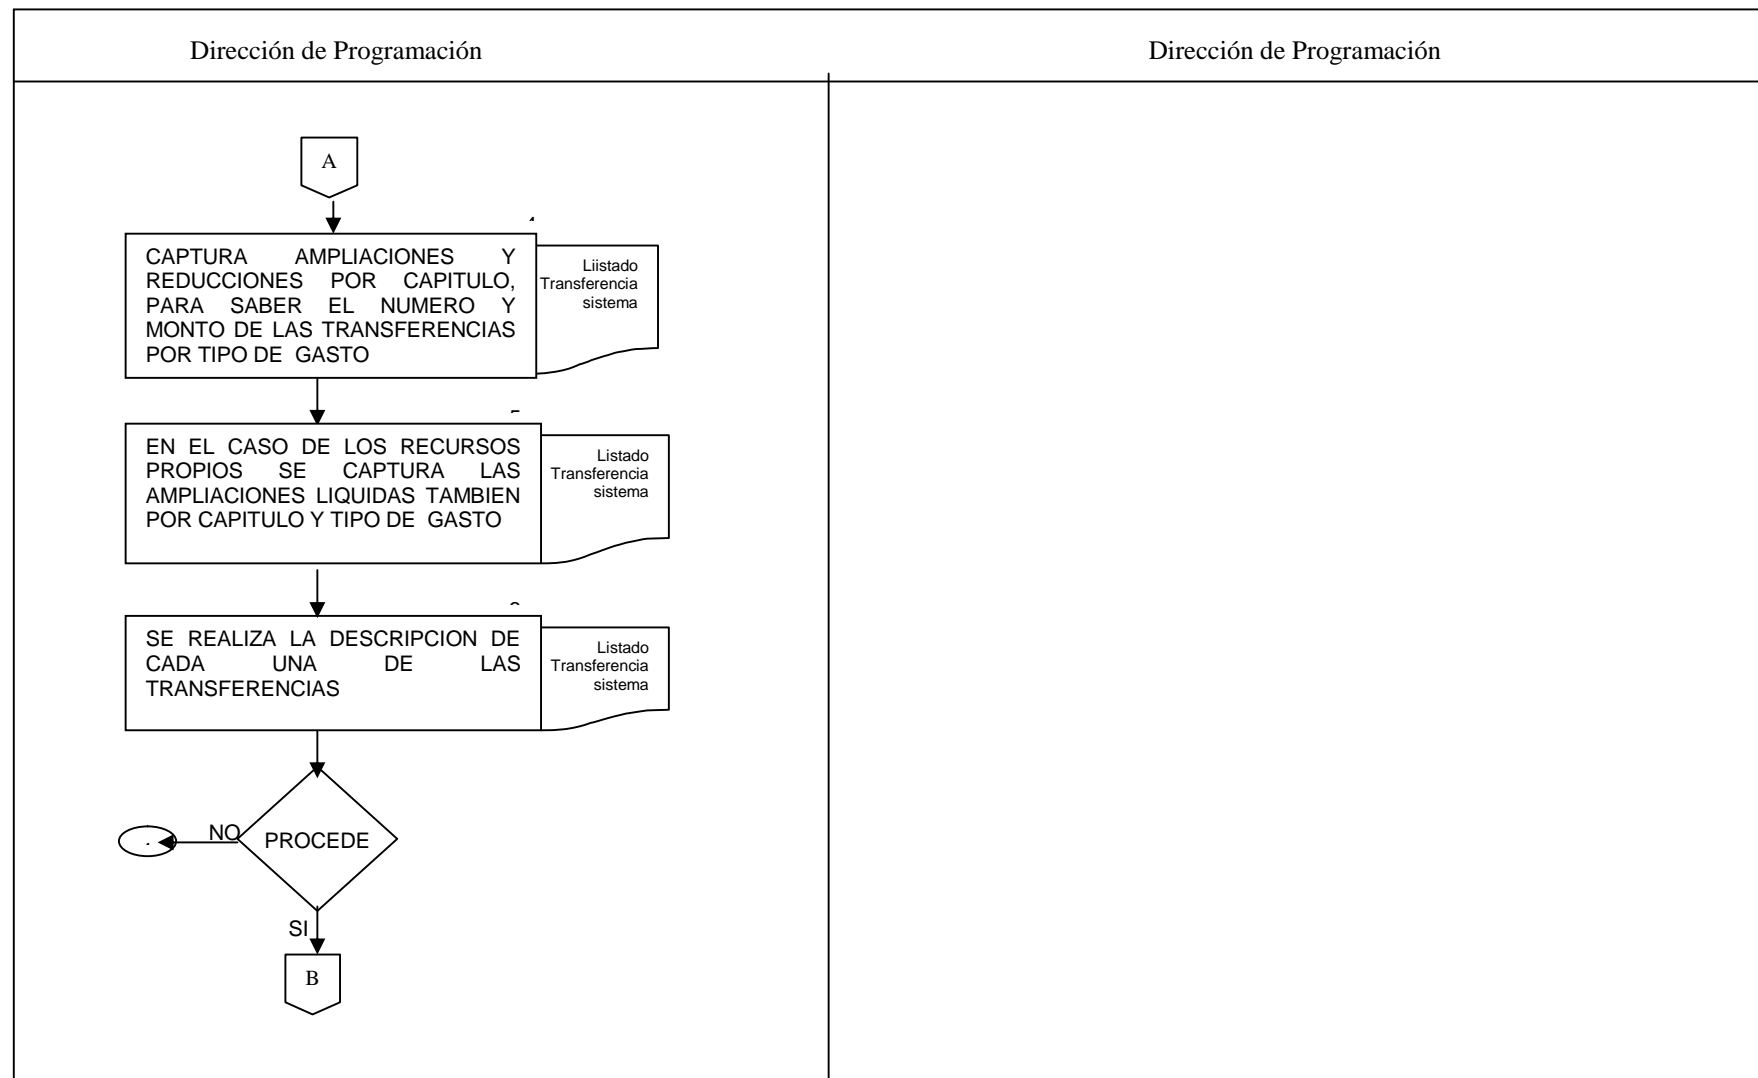 Dirección de Programación
Dirección de Programación
A
CAPTURA AMPLIACIONES Y
REDUCCIONES POR CAPITULO,
PARA SABER EL NUMERO Y
MONTO DE LAS TRANSFERENCIAS
POR TIPO DE GASTO
Liistado
Transferencia
sistema
EN EL CASO DE LOS RECURSOS
PROPIOS SE CAPTURA LAS
AMPLIACIONES LIQUIDAS TAMBIEN
POR CAPITULO Y TIPO DE GASTO
Listado
Transferencia
sistema
SE REALIZA LA DESCRIPCION DE
CADA UNA DE LAS
TRANSFERENCIAS
Listado
Transferencia
sistema
NO
PROCEDE
SI
B